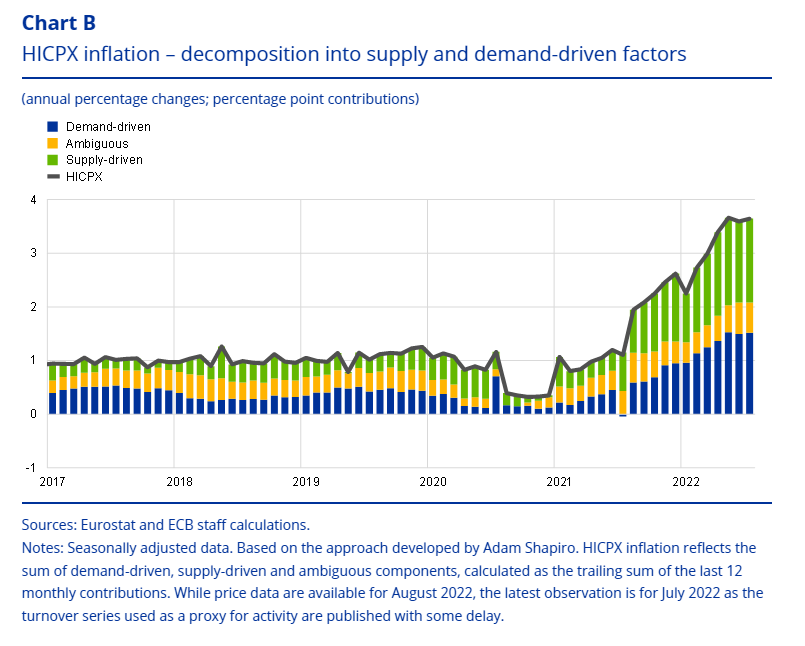 Chart B
HICPX inflation – decomposition into supply and demand-driven factors
(annual percentage changes; percentage point contributions)
Demand-driven
Ambiguous
Supply-driven
HICPX
4
3
2
1
0
-1
2017 2018 2019 2020 2021 2022
Sources: Eurostat and ECB staff calculations.
Notes: Seasonally adjusted data. Based on the approach developed by Adam Shapiro. HICPX inflation reflects the
sum of demand-driven, supply-driven and ambiguous components, calculated as the trailing sum of the last 12
monthly contributions. While price data are available for August 2022, the latest observation is for July 2022 as the
turnover series used as a proxy for activity are published with some delay.